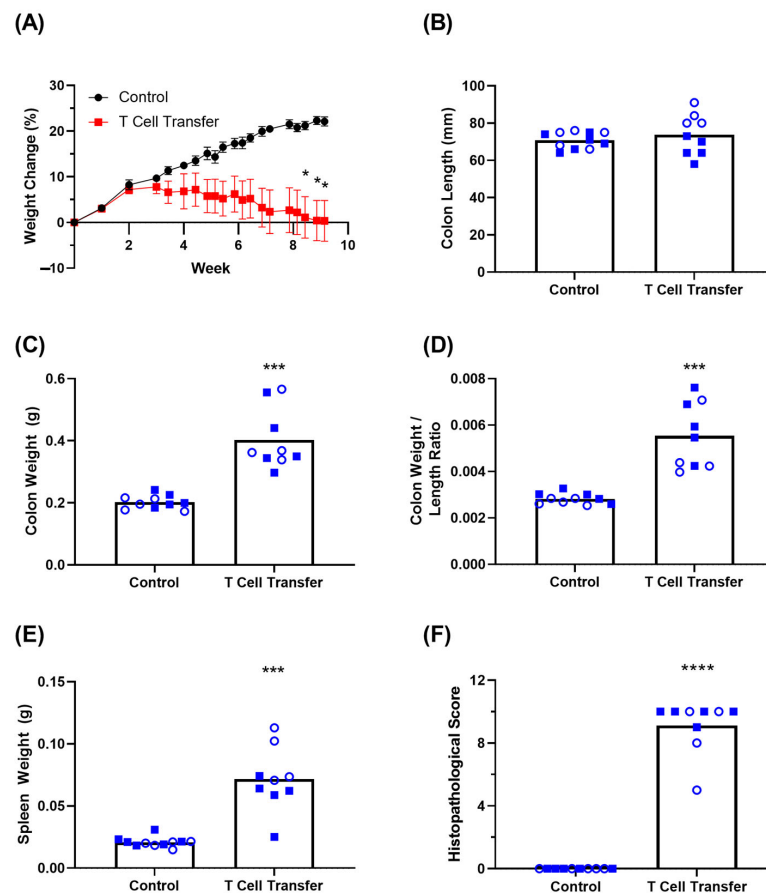 (A)
30
20
10
0
–10
Weight Change (%)
Control
T Cell Transfer
*
*
*
0
2
4
6
8
10
Week
(B)
100
80
60
40
20
0
Colon Length (mm)
Control
T Cell Transfer
(C)
0.6
0.4
0.2
0.0
Colon Weight (g)
***
Control
T Cell Transfer
(D)
0.008
0.006
0.004
0.002
0.000
Colon Weight /
Length Ratio
***
Control
T Cell Transfer
(E)
0.15
0.10
0.05
0.00
Spleen Weight (g)
***
Control
T Cell Transfer
(F)
12
8
4
0
Histopathological Score
****
Control
T Cell Transfer